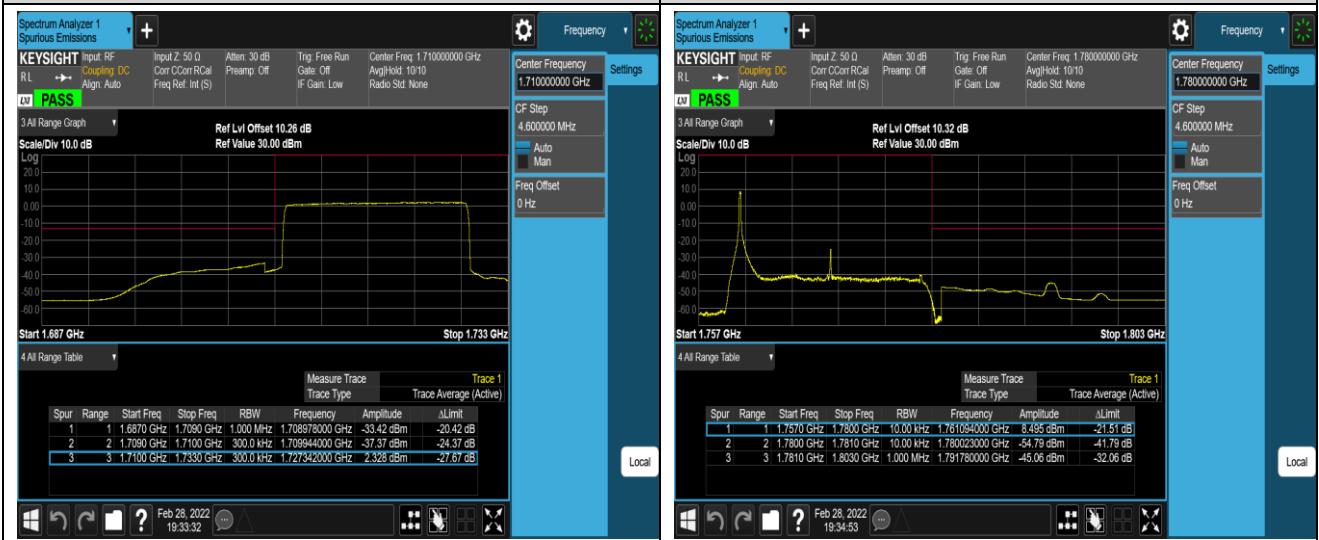 Spectrum Analyzer 1
Spurious Emissions
+
Frequency
KEYSIGHT
RL
Input: RF
Coupling: DC
Align: Auto
Input Z: 50 Ω
Corr CCorr RCal
Freq Ref: Int (S)
Atten: 30 dB
Preamp: Off
Trig: Free Run
Gate: Off
IF Gain: Low
Center Freq: 1.710000000 GHz
Avg|Hold: 10/10
Radio Std: None
LXI PASS
Center Frequency
1.710000000 GHz
Settings
CF Step
4.600000 MHz
Auto
Man
Freq Offset
0 Hz
3 All Range Graph
Scale/Div 10.0 dB
Ref Lvl Offset 10.26 dB
Ref Value 30.00 dBm
Log
20.0
10.0
0.00
-10.0
-20.0
-30.0
-40.0
-50.0
-60.0
Start 1.687 GHz
Stop 1.733 GHz
4 All Range Table
Measure Trace Trace 1
Trace Type Trace Average (Active)
Spur Range Start Freq Stop Freq RBW Frequency Amplitude ΔLimit
1 1 1.6870 GHz 1.7090 GHz 1.000 MHz 1.708978000 GHz -33.42 dBm -20.42 dB
2 2 1.7090 GHz 1.7100 GHz 300.0 kHz 1.709944000 GHz -37.37 dBm -24.37 dB
3 3 1.7100 GHz 1.7330 GHz 300.0 kHz 1.727342000 GHz 2.328 dBm -27.67 dB
Local
?
Feb 28, 2022
19:33:32
Spectrum Analyzer 1
Spurious Emissions
+
Frequency
KEYSIGHT
RL
Input: RF
Coupling: DC
Align: Auto
Input Z: 50 Ω
Corr CCorr RCal
Freq Ref: Int (S)
Atten: 30 dB
Preamp: Off
Trig: Free Run
Gate: Off
IF Gain: Low
Center Freq: 1.780000000 GHz
Avg|Hold: 10/10
Radio Std: None
LXI PASS
Center Frequency
1.780000000 GHz
Settings
CF Step
4.600000 MHz
Auto
Man
Freq Offset
0 Hz
3 All Range Graph
Scale/Div 10.0 dB
Ref Lvl Offset 10.32 dB
Ref Value 30.00 dBm
Log
20.0
10.0
0.00
-10.0
-20.0
-30.0
-40.0
-50.0
-60.0
Start 1.757 GHz
Stop 1.803 GHz
4 All Range Table
Measure Trace Trace 1
Trace Type Trace Average (Active)
Spur Range Start Freq Stop Freq RBW Frequency Amplitude ΔLimit
1 1 1.7570 GHz 1.7800 GHz 10.00 kHz 1.761094000 GHz 8.495 dBm -21.51 dB
2 2 1.7800 GHz 1.7810 GHz 10.00 kHz 1.780023000 GHz -54.79 dBm -41.79 dB
3 3 1.7810 GHz 1.8030 GHz 1.000 MHz 1.791780000 GHz -45.06 dBm -32.06 dB
Local
?
Feb 28, 2022
19:34:53